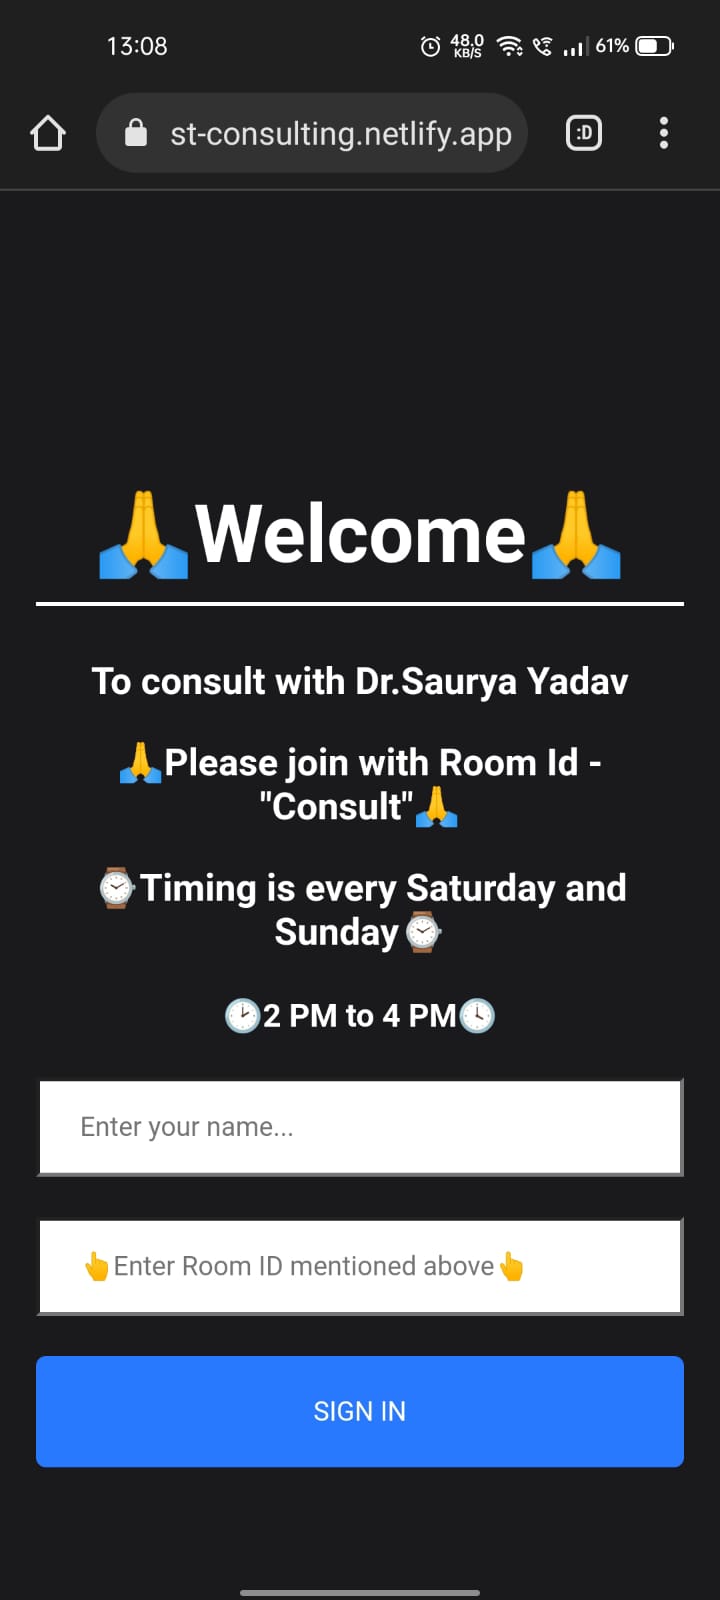 13:08 48.0 KB/S 61%
st-consulting.netlify.app :D
🙏Welcome🙏
To consult with Dr.Saurya Yadav
🙏Please join with Room Id -
"Consult"🙏
⌚Timing is every Saturday and
Sunday⌚
🕑2 PM to 4 PM🕓
Enter your name...
👆Enter Room ID mentioned above👆
SIGN IN